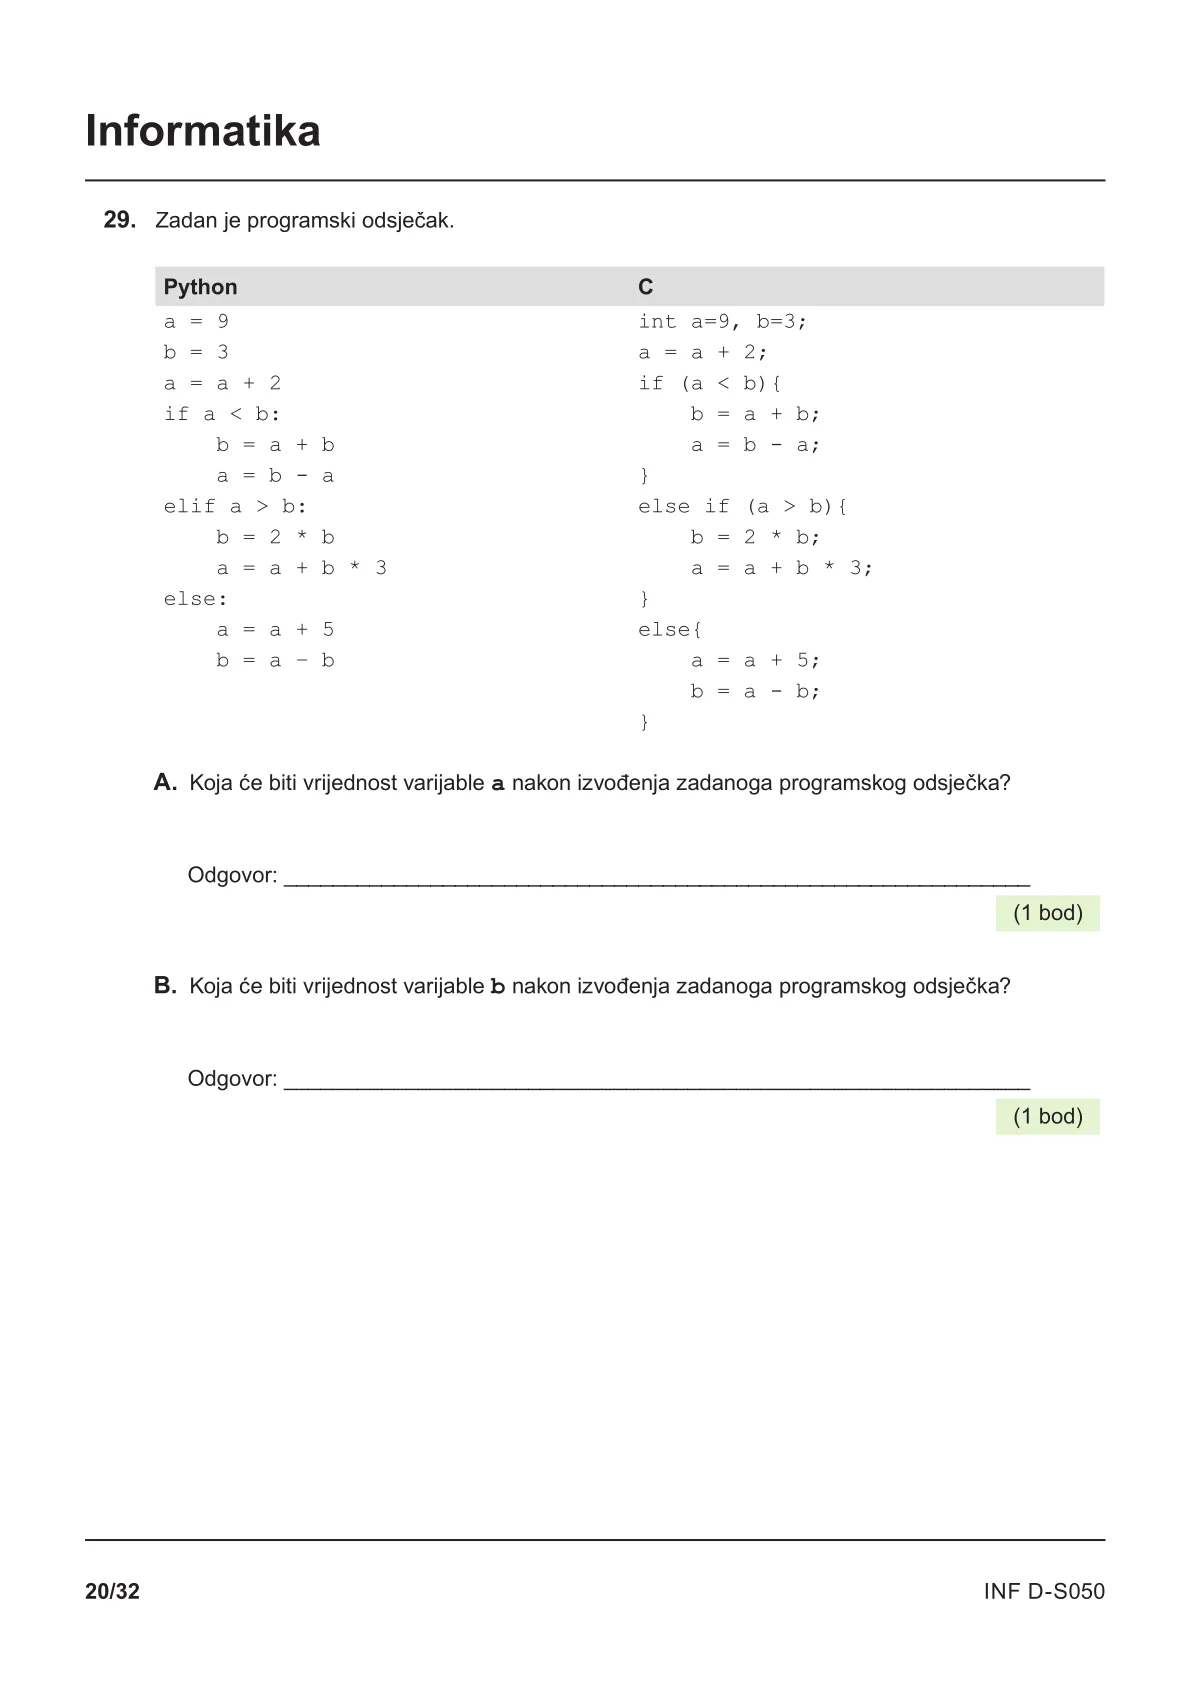 Informatika
29. Zadan je programski odsječak.
Python
a = 9
b = 3
a = a + 2
if a < b:
    b = a + b
    a = b - a
elif a > b:
    b = 2 * b
    a = a + b * 3
else:
    a = a + 5
    b = a – b
C
int a=9, b=3;
a = a + 2;
if (a < b){
    b = a + b;
    a = b - a;
}
else if (a > b){
    b = 2 * b;
    a = a + b * 3;
}
else{
    a = a + 5;
    b = a - b;
}
A. Koja će biti vrijednost varijable a nakon izvođenja zadanoga programskog odsječka?
Odgovor: _____________________________________________________________
(1 bod)
B. Koja će biti vrijednost varijable b nakon izvođenja zadanoga programskog odsječka?
Odgovor: _____________________________________________________________
(1 bod)
20/32
INF D-S050